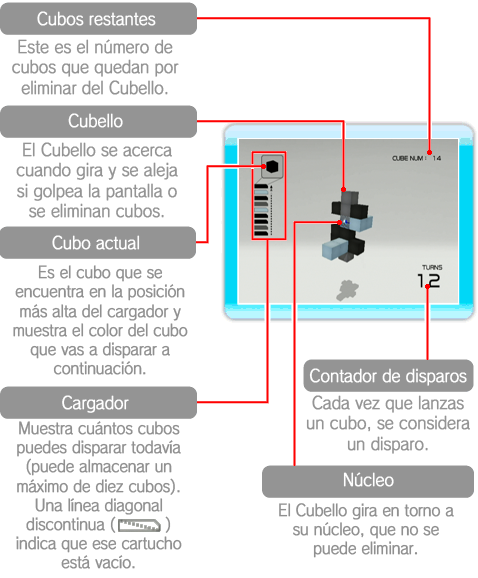 Cubos restantes
Este es el número de
cubos que quedan por
eliminar del Cubello.
Cubello
El Cubello se acerca
cuando gira y se aleja
si golpea la pantalla o
se eliminan cubos.
Cubo actual
Es el cubo que se
encuentra en la posición
más alta del cargador y
muestra el color del cubo
que vas a disparar a
continuación.
Cargador
Muestra cuántos cubos
puedes disparar todavía
(puede almacenar un
máximo de diez cubos).
Una línea diagonal
discontinua ( )
indica que ese cartucho
está vacío.
CUBE NUM : 14
TURNS
12
Contador de disparos
Cada vez que lanzas
un cubo, se considera
un disparo.
Núcleo
El Cubello gira en torno a
su núcleo, que no se
puede eliminar.